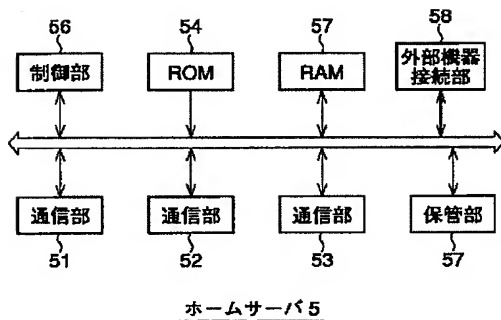 56
54
57
58
制御部
ROM
RAM
外部機器
接続部
通信部
通信部
通信部
保管部
51
52
53
57
ホームサーバ5